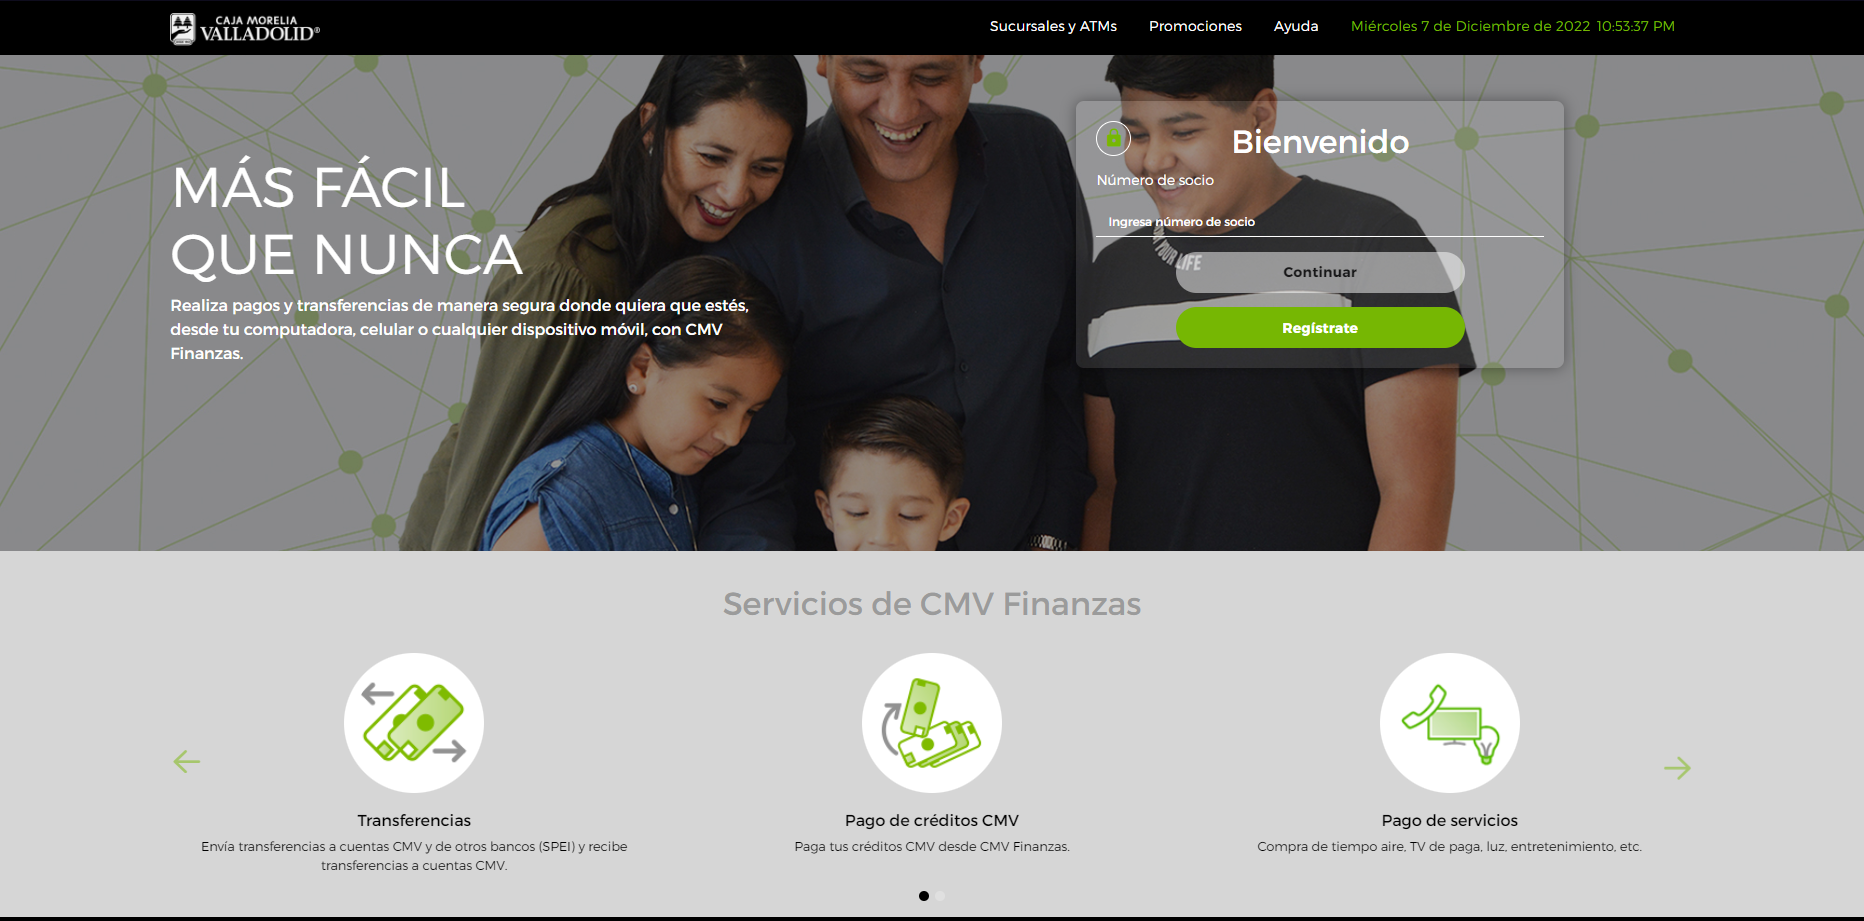 CAJA MORELIA
VALLADOLID®
Sucursales y ATMs
Promociones
Ayuda
Miércoles 7 de Diciembre de 2022 10:53:37 PM
MÁS FÁCIL
QUE NUNCA
Realiza pagos y transferencias de manera segura donde quiera que estés,
desde tu computadora, celular o cualquier dispositivo móvil, con CMV
Finanzas.
Bienvenido
Número de socio
Ingresa número de socio
YOUR LIFE
Continuar
Regístrate
Servicios de CMV Finanzas
Transferencias
Envía transferencias a cuentas CMV y de otros bancos (SPEI) y recibe
transferencias a cuentas CMV.
Pago de créditos CMV
Paga tus créditos CMV desde CMV Finanzas.
Pago de servicios
Compra de tiempo aire, TV de paga, luz, entretenimiento, etc.